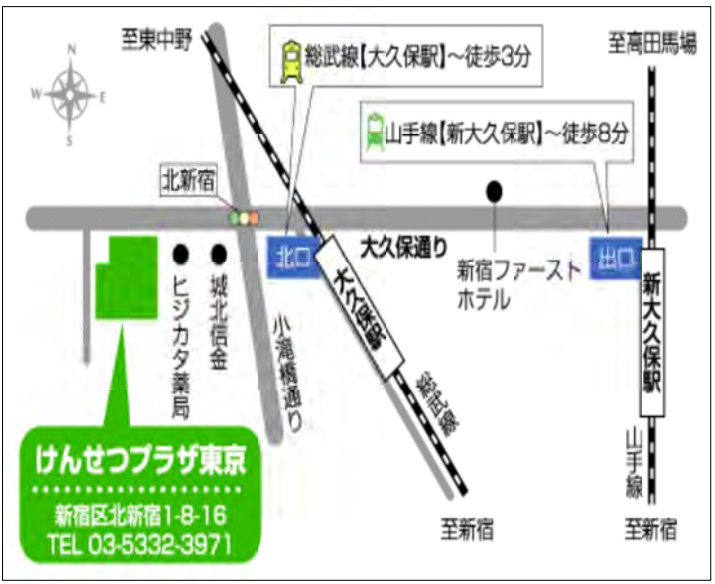 至東中野
総武線【大久保駅】～徒歩3分
至高田馬場
N
W
E
S
山手線【新大久保駅】～徒歩8分
北新宿
北口
大久保通り
新宿ファースト
ホテル
出口
ヒジカタ薬局
城北信金
小滝橋通り
大久保駅
総武線
新大久保駅
山手線
けんせつプラザ東京
新宿区北新宿1-8-16
TEL 03-5332-3971
至新宿
至新宿